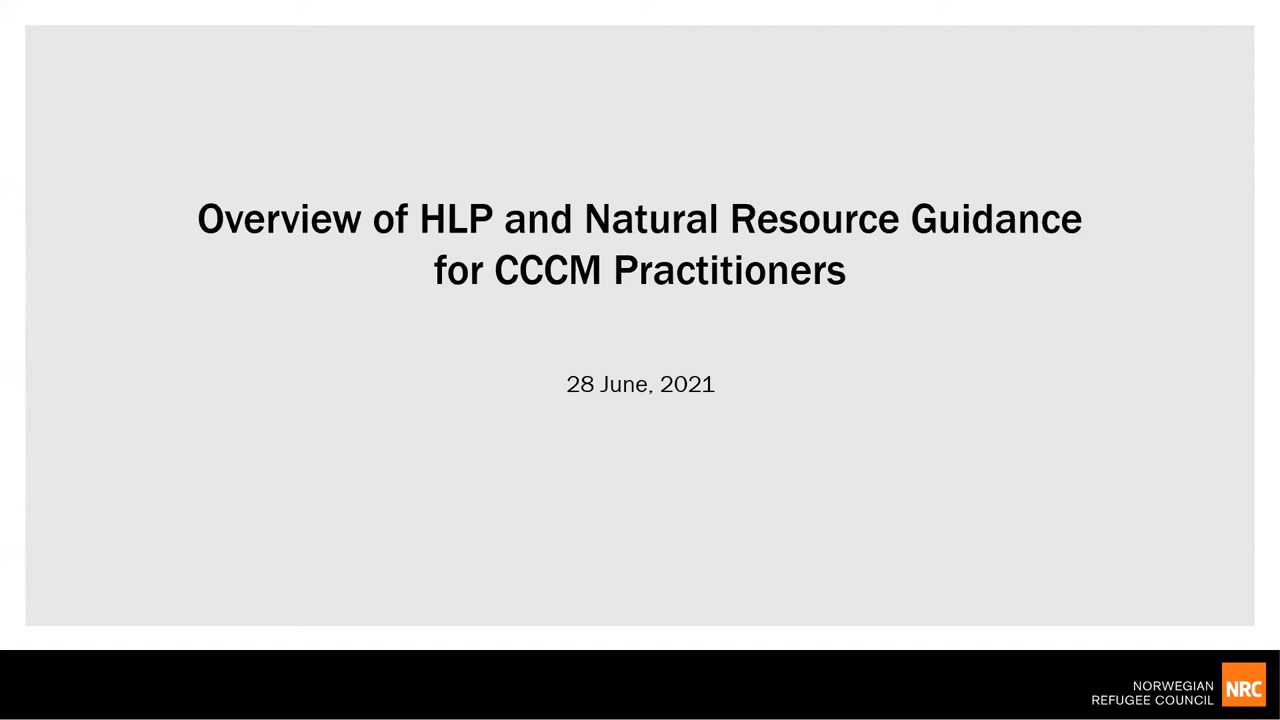 Overview of HLP and Natural Resource Guidance
for CCCM Practitioners
28 June, 2021
NORWEGIAN
REFUGEE COUNCIL
NRC